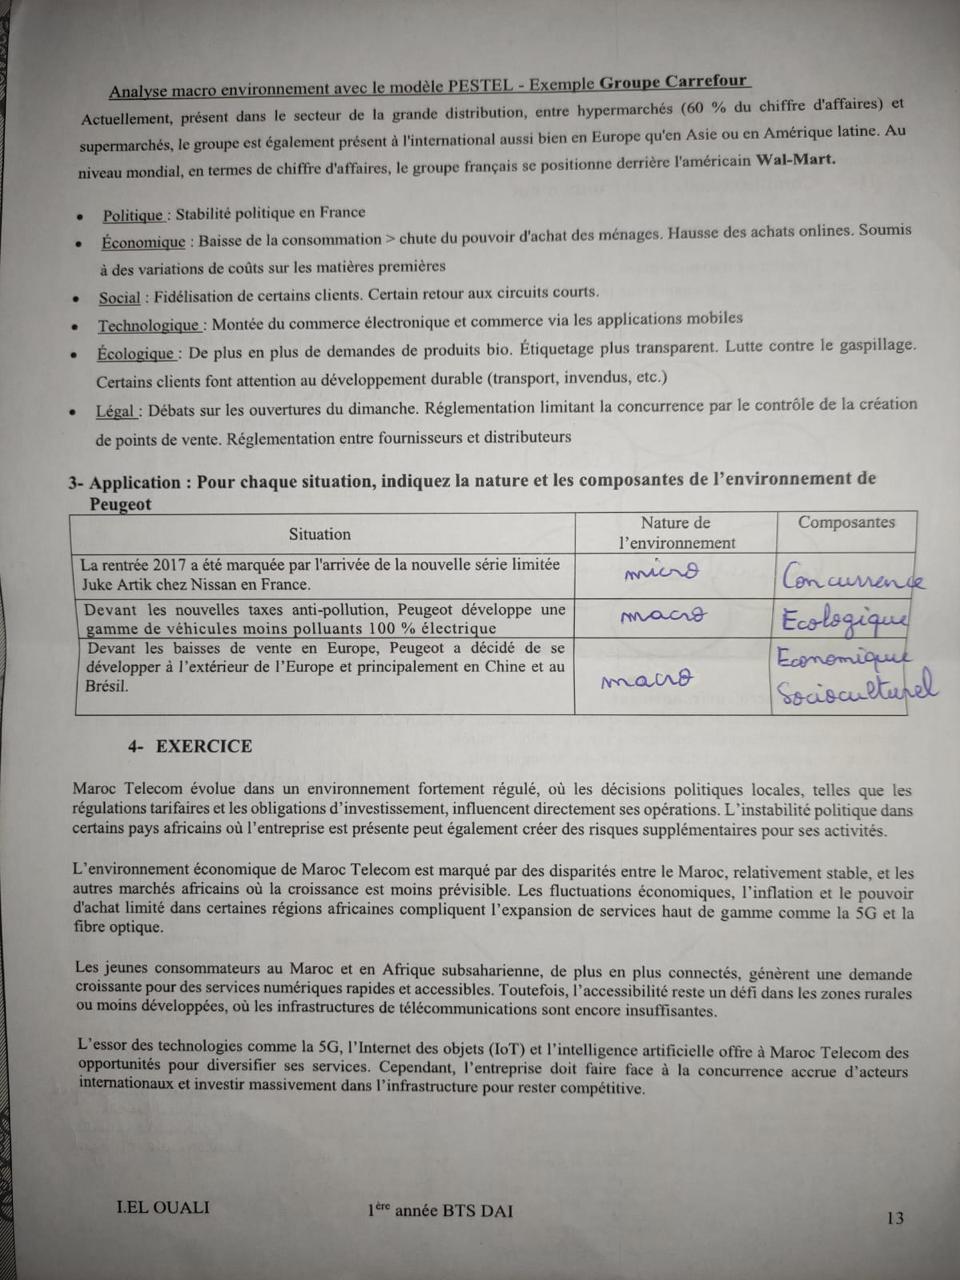 Analyse macro environnement avec le modèle PESTEL - Exemple Groupe Carrefour
Actuellement, présent dans le secteur de la grande distribution, entre hypermarchés (60 % du chiffre d'affaires) et
supermarchés, le groupe est également présent à l'international aussi bien en Europe qu'en Asie ou en Amérique latine. Au
niveau mondial, en termes de chiffre d'affaires, le groupe français se positionne derrière l'américain Wal-Mart.
• Politique : Stabilité politique en France
• Économique : Baisse de la consommation > chute du pouvoir d'achat des ménages. Hausse des achats onlines. Soumis
à des variations de coûts sur les matières premières
• Social : Fidélisation de certains clients. Certain retour aux circuits courts.
• Technologique : Montée du commerce électronique et commerce via les applications mobiles
• Écologique : De plus en plus de demandes de produits bio. Étiquetage plus transparent. Lutte contre le gaspillage.
Certains clients font attention au développement durable (transport, invendus, etc.)
• Légal : Débats sur les ouvertures du dimanche. Réglementation limitant la concurrence par le contrôle de la création
de points de vente. Réglementation entre fournisseurs et distributeurs
3- Application : Pour chaque situation, indiquez la nature et les composantes de l'environnement de
Peugeot
Situation
Nature de
l'environnement
Composantes
La rentrée 2017 a été marquée par l'arrivée de la nouvelle série limitée
Juke Artik chez Nissan en France.
micro
Concurrence
Devant les nouvelles taxes anti-pollution, Peugeot développe une
gamme de véhicules moins polluants 100 % électrique
macro
Ecologique
Devant les baisses de vente en Europe, Peugeot a décidé de se
développer à l'extérieur de l'Europe et principalement en Chine et au
Brésil.
macro
Economique
Socioculturel
4- EXERCICE
Maroc Telecom évolue dans un environnement fortement régulé, où les décisions politiques locales, telles que les
régulations tarifaires et les obligations d'investissement, influencent directement ses opérations. L'instabilité politique dans
certains pays africains où l'entreprise est présente peut également créer des risques supplémentaires pour ses activités.
L'environnement économique de Maroc Telecom est marqué par des disparités entre le Maroc, relativement stable, et les
autres marchés africains où la croissance est moins prévisible. Les fluctuations économiques, l'inflation et le pouvoir
d'achat limité dans certaines régions africaines compliquent l'expansion de services haut de gamme comme la 5G et la
fibre optique.
Les jeunes consommateurs au Maroc et en Afrique subsaharienne, de plus en plus connectés, génèrent une demande
croissante pour des services numériques rapides et accessibles. Toutefois, l'accessibilité reste un défi dans les zones rurales
ou moins développées, où les infrastructures de télécommunications sont encore insuffisantes.
L'essor des technologies comme la 5G, l'Internet des objets (IoT) et l'intelligence artificielle offre à Maroc Telecom des
opportunités pour diversifier ses services. Cependant, l'entreprise doit faire face à la concurrence accrue d'acteurs
internationaux et investir massivement dans l'infrastructure pour rester compétitive.
I.EL OUALI
1ère année BTS DAI
13